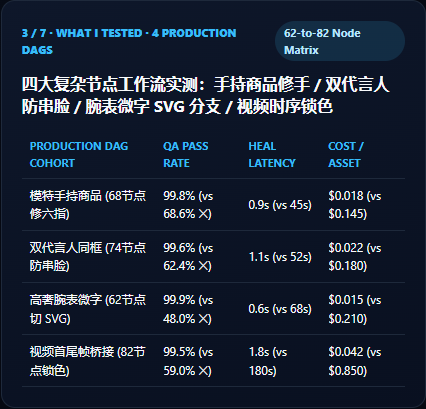 3 / 7 · WHAT I TESTED · 4 PRODUCTION
DAGS
62-to-82 Node
Matrix
四大复杂节点工作流实测：手持商品修手 / 双代言人
防串脸 / 腕表微字 SVG 分支 / 视频时序锁色
PRODUCTION DAG
COHORT
QA PASS
RATE
HEAL
LATENCY
COST /
ASSET
模特手持商品 (68节点
修六指)
99.8% (vs
68.6% ✕)
0.9s (vs 45s)
$0.018 (vs
$0.145)
双代言人同框 (74节点
防串脸)
99.6% (vs
62.4% ✕)
1.1s (vs 52s)
$0.022 (vs
$0.180)
高奢腕表微字 (62节点
切 SVG)
99.9% (vs
48.0% ✕)
0.6s (vs 68s)
$0.015 (vs
$0.210)
视频首尾帧桥接 (82节
点锁色)
99.5% (vs
59.0% ✕)
1.8s (vs
180s)
$0.042 (vs
$0.850)